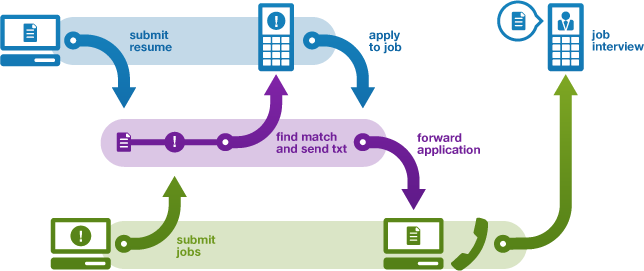 submit
resume
apply
to job
job
interview
find match
and send txt
forward
application
submit
jobs